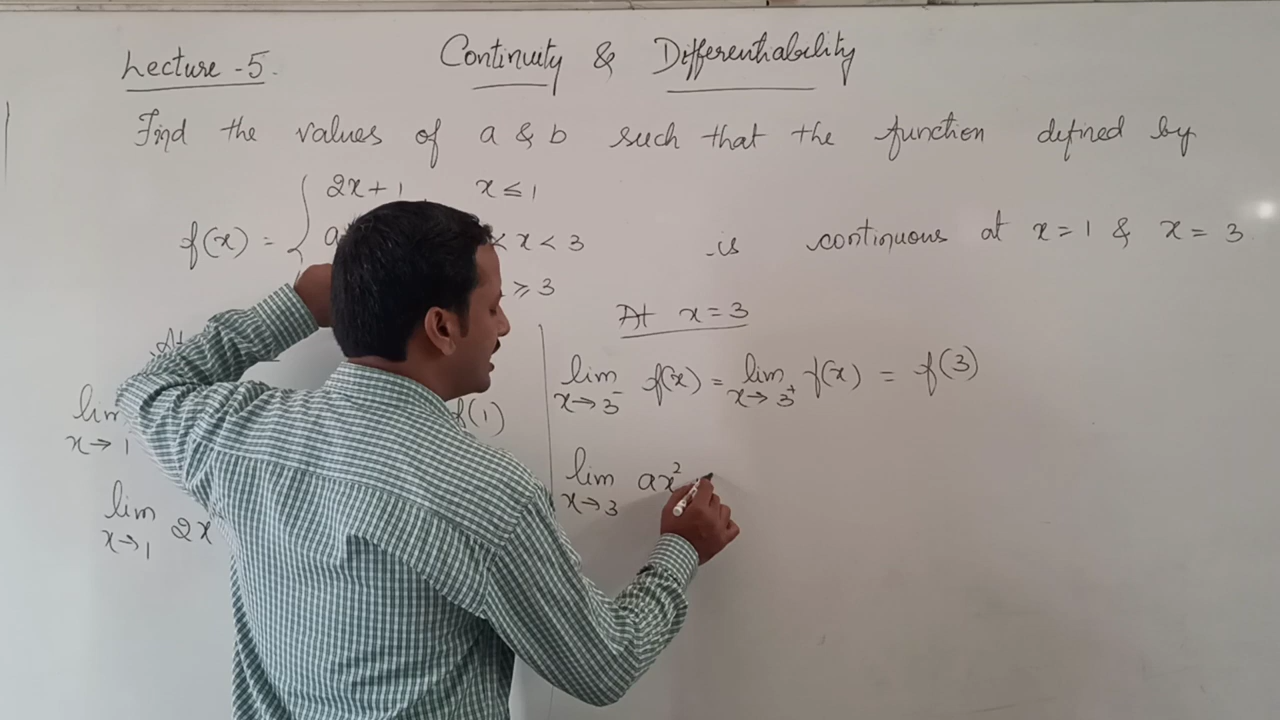 Lecture - 5. Continuity & Differentiability
Find the values of a & b such that the function defined by
2x + 1 x ≤ 1
f(x) = { a < x < 3 is continuous at x = 1 & x = 3
≥ 3
At x = 3
At
lim x→3⁻ f(x) = lim x→3⁺ f(x) = f(3)
lim x→1 f(1)
lim x→3 ax²
lim x→1 2x